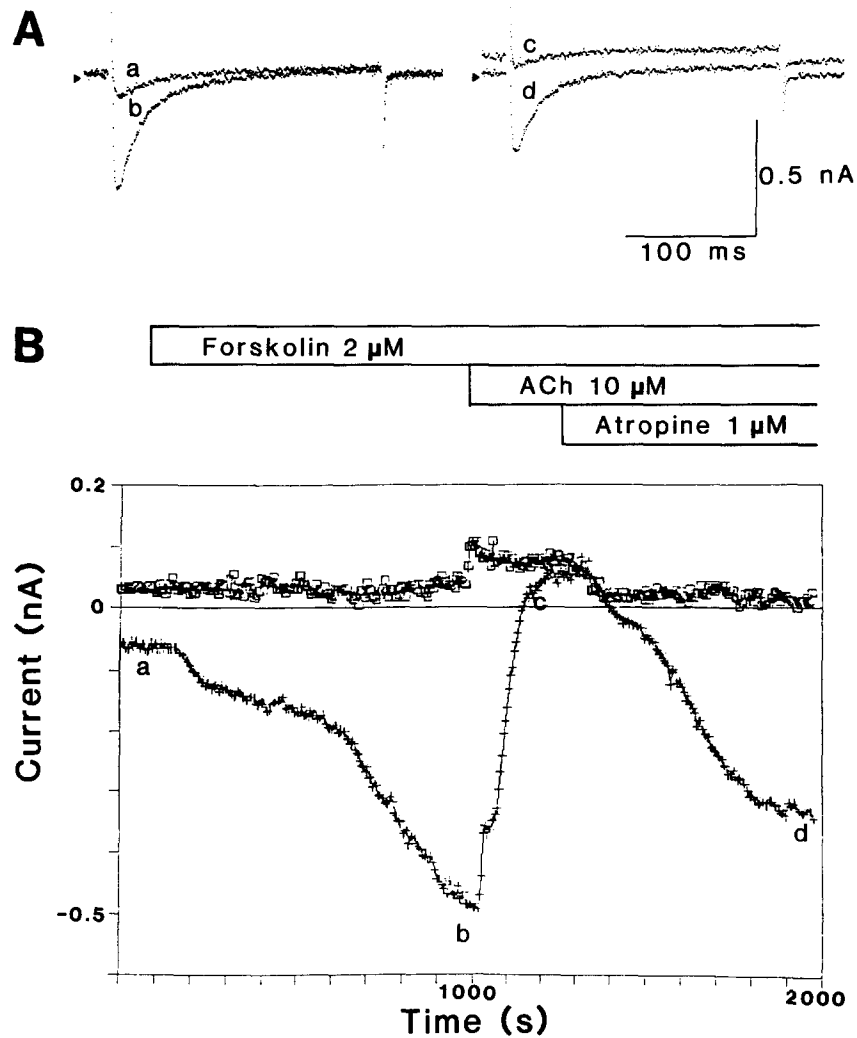 A
a
b
c
d
0.5 nA
100 ms
B
Forskolin 2 µM
ACh 10 µM
Atropine 1 µM
0.2
0
-0.5
Current (nA)
a
b
c
d
1000
2000
Time (s)